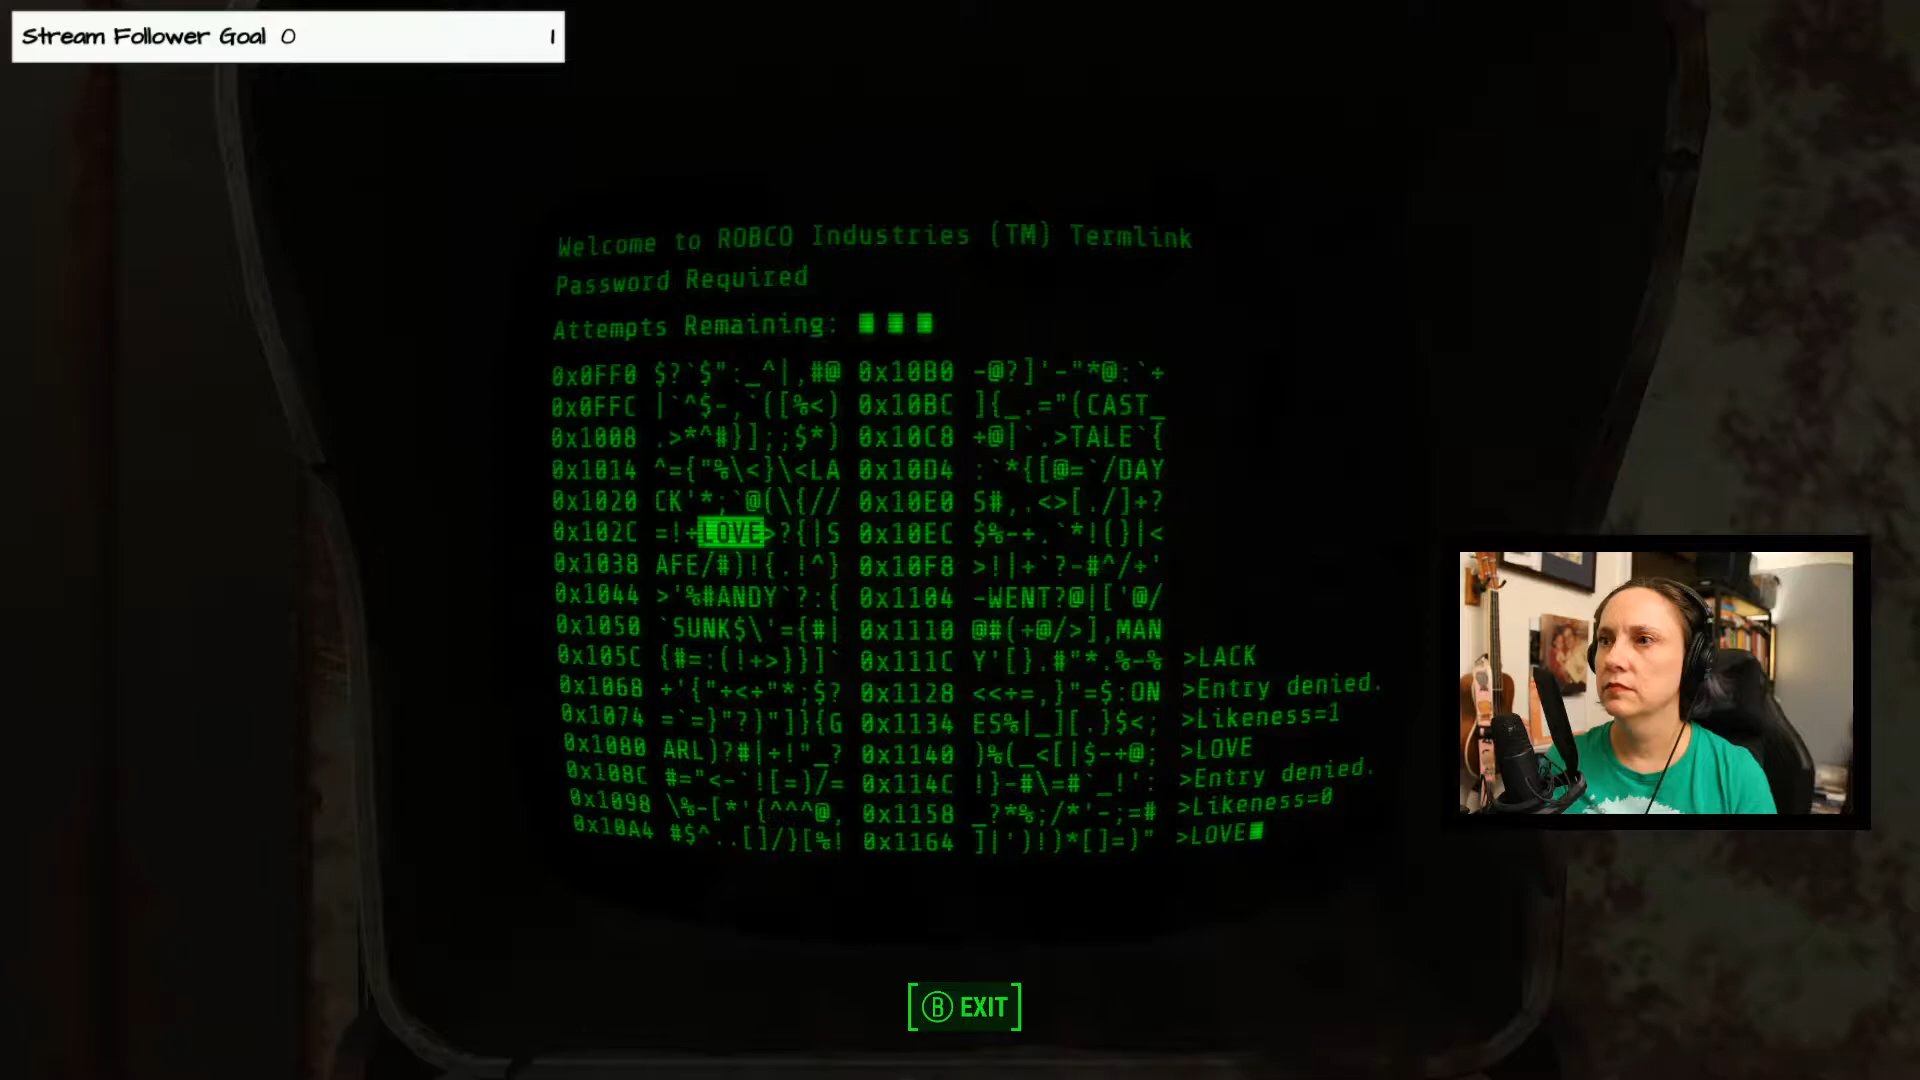 Stream Follower Goal 0 1
Welcome to ROBCO Industries (TM) Termlink
Password Required
Attempts Remaining:
0x0FF0 $?`$":_^|,#@ 0x10B0 -@?]'-"*@:`+
0x0FFC |`^$-,`([%<) 0x10BC ]{_.="(CAST_
0x1008 .>*^#}];;$*) 0x10C8 +@|`.>TALE`{
0x1014 ^={"%\<}\<LA 0x10D4 :`*{[@=`/DAY
0x1020 CK'*;`@(\{// 0x10E0 S#,.<>[./]+?
0x102C =!+LOVE>?{|S 0x10EC $%-+.`*!(}|<
0x1038 AFE/#)!{.!^} 0x10F8 >!|+`?-#^/+'
0x1044 >'%#ANDY`?:{ 0x1104 -WENT?@|['@/
0x1050 `SUNK$\'={#| 0x1110 @#(+@/>],MAN
0x105C {#=:(!+>}}]` 0x111C Y'[}.#"*.%-% >LACK
0x1068 +'{"+<+"*;$? 0x1128 <<+=,}"=$:ON >Entry denied.
0x1074 =`=}"?)"]}{G 0x1134 ES%|_][.}$<; >Likeness=1
0x1080 ARL)?#|+!"_? 0x1140 )%(_<[|$-+@; >LOVE
0x108C #="<-`![=)/= 0x114C !}-#\=#`_!': >Entry denied.
0x1098 \%-[*'{^^^@, 0x1158 _?*%;/*'-;=# >Likeness=0
0x10A4 #$^..[]/}[%! 0x1164 ]|')!)*[]=)" >LOVE
B EXIT